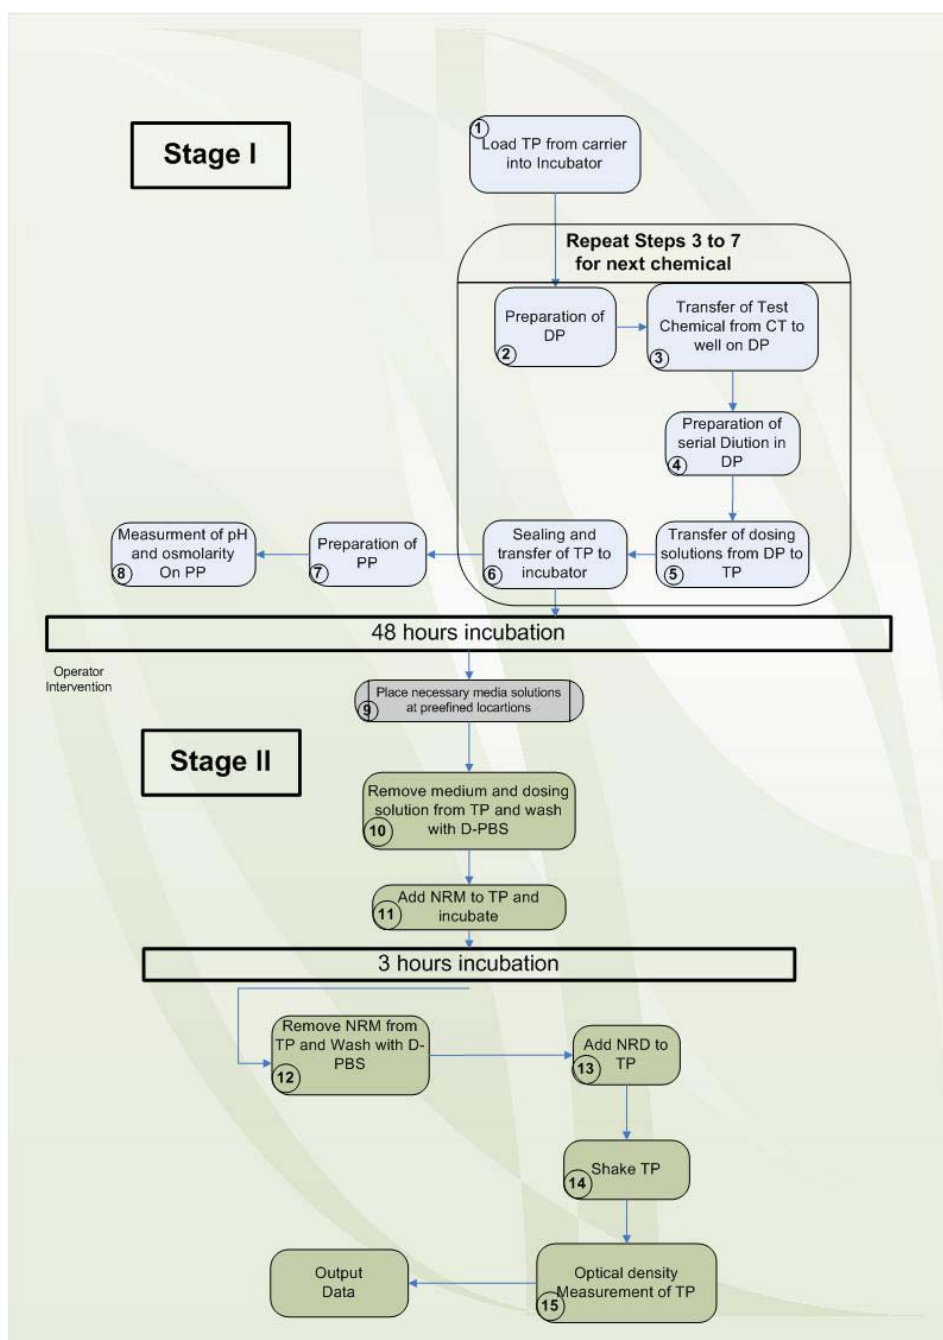 Stage I
1
Load TP from carrier
into Incubator
Repeat Steps 3 to 7
for next chemical
Preparation of
DP
2
Transfer of Test
Chemical from CT to
well on DP
3
Preparation of
serial Diution in
DP
4
Transfer of dosing
solutions from DP to
TP
5
Sealing and
transfer of TP to
incubator
6
Preparation of
PP
7
Measurment of pH
and osmolarity
On PP
8
48 hours incubation
Operator
Intervention
Place necessary media solutions
at preefined locartions
9
Stage II
Remove medium and dosing
solution from TP and wash
with D-PBS
10
Add NRM to TP and
incubate
11
3 hours incubation
Remove NRM from
TP and Wash with D-
PBS
12
Add NRD to
TP
13
Shake TP
14
Optical density
Measurement of TP
15
Output
Data